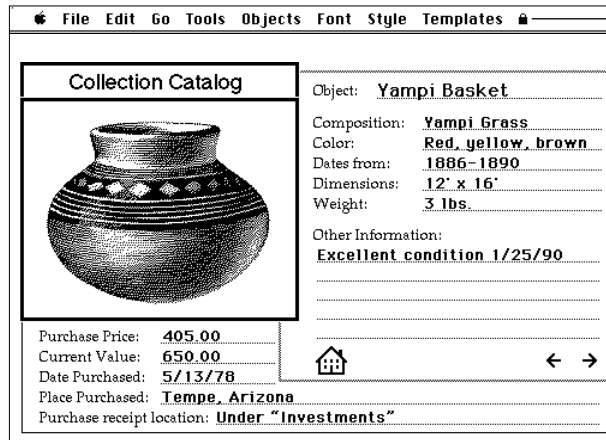 File Edit Go Tools Objects Font Style Templates
Collection Catalog
Object: Yampi Basket
Composition: Yampi Grass
Color: Red, yellow, brown
Dates from: 1886-1890
Dimensions: 12" x 16"
Weight: 3 lbs.
Other Information:
Excellent condition 1/25/90
Purchase Price: 405.00
Current Value: 650.00
Date Purchased: 5/13/78
Place Purchased: Tempe, Arizona
Purchase receipt location: Under “Investments”